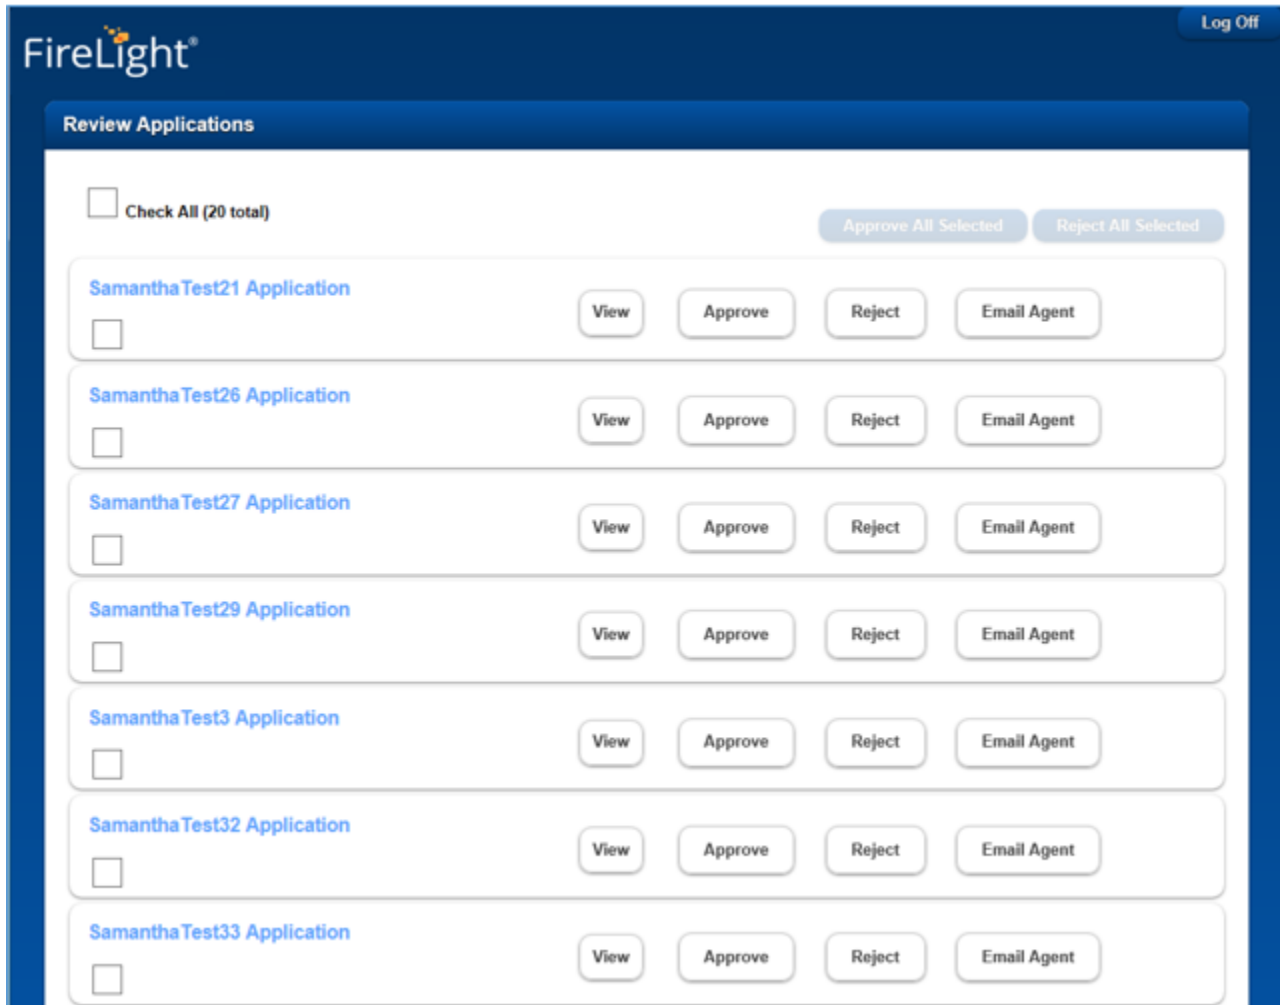 Log Off
FireLight®
Review Applications
Check All (20 total)
Approve All Selected Reject All Selected
SamanthaTest21 Application
View Approve Reject Email Agent
SamanthaTest26 Application
View Approve Reject Email Agent
SamanthaTest27 Application
View Approve Reject Email Agent
SamanthaTest29 Application
View Approve Reject Email Agent
SamanthaTest3 Application
View Approve Reject Email Agent
SamanthaTest32 Application
View Approve Reject Email Agent
SamanthaTest33 Application
View Approve Reject Email Agent